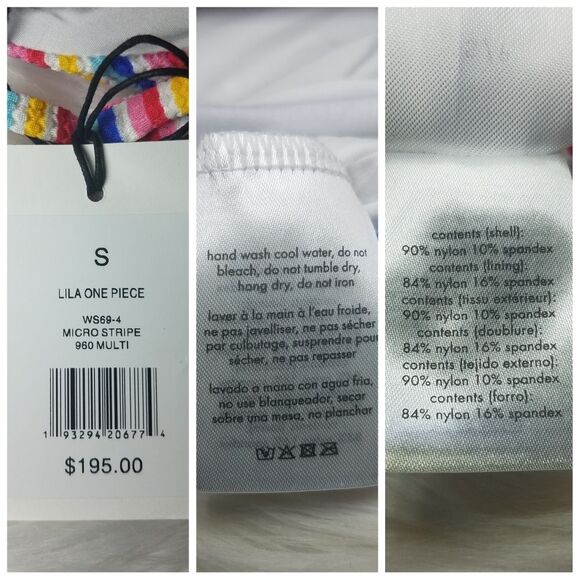 S
LILA ONE PIECE
WS69-4
MICRO STRIPE
960 MULTI
1 93294 20677 4
$195.00
hand wash cool water, do not
bleach, do not tumble dry,
hang dry, do not iron
laver à la main à l'eau froide,
ne pas javelliser, ne pas sécher
par culbutage, suspendre pour
sécher, ne pas repasser
lavado a mano con agua fria,
no use blanqueador, secar
sobre una mesa, no planchar
contents (shell):
90% nylon 10% spandex
contents (lining):
84% nylon 16% spandex
contents (tissu extérieur):
90% nylon 10% spandex
contents (doublure):
84% nylon 16% spandex
contents (tejido externo):
90% nylon 10% spandex
contents (forro):
84% nylon 16% spandex